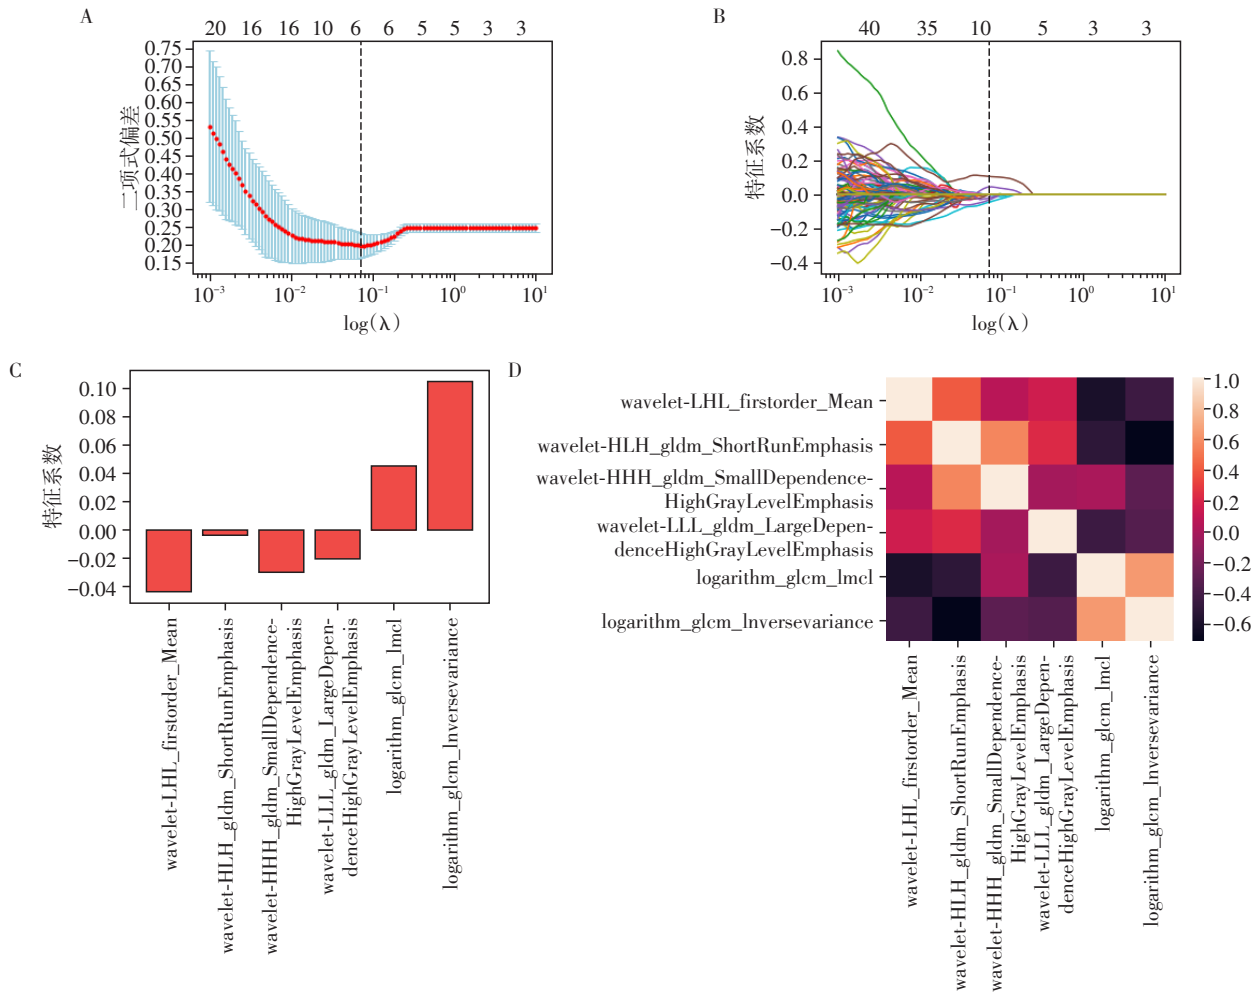 A
20 16 16 10 6 6 5 5 3 3
0.75
0.70
0.65
0.60
0.55
0.50
0.45
0.40
0.35
0.30
0.25
0.20
0.15
二项式偏差
10⁻³ 10⁻² 10⁻¹ 10⁰ 10¹
log(λ)
B
40 35 10 5 3 3
0.8
0.6
0.4
0.2
0.0
−0.2
−0.4
特征系数
10⁻³ 10⁻² 10⁻¹ 10⁰ 10¹
log(λ)
C
0.10
0.08
0.06
0.04
0.02
0.00
−0.02
−0.04
特征系数
wavelet-LHL_firstorder_Mean
wavelet-HLH_gldm_ShortRunEmphasis
wavelet-HHH_gldm_SmallDependence-
HighGrayLevelEmphasis
wavelet-LLL_gldm_LargeDepen-
denceHighGrayLevelEmphasis
logarithm_glcm_lmcl
logarithm_glcm_lnversevariance
D
wavelet-LHL_firstorder_Mean
wavelet-HLH_gldm_ShortRunEmphasis
wavelet-HHH_gldm_SmallDependence-
HighGrayLevelEmphasis
wavelet-LLL_gldm_LargeDepen-
denceHighGrayLevelEmphasis
logarithm_glcm_lmcl
logarithm_glcm_lnversevariance
1.0
0.8
0.6
0.4
0.2
0.0
−0.2
−0.4
−0.6
wavelet-LHL_firstorder_Mean
wavelet-HLH_gldm_ShortRunEmphasis
wavelet-HHH_gldm_SmallDependence-
HighGrayLevelEmphasis
wavelet-LLL_gldm_LargeDepen-
denceHighGrayLevelEmphasis
logarithm_glcm_lmcl
logarithm_glcm_lnversevariance